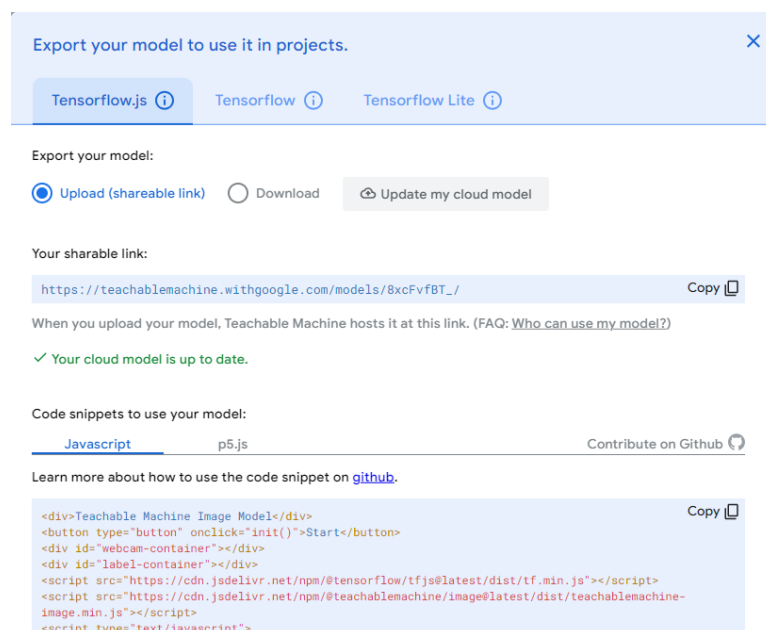 Export your model to use it in projects.
Tensorflow.js Tensorflow Tensorflow Lite
Export your model:
Upload (shareable link) Download Update my cloud model
Your sharable link:
https://teachablemachine.withgoogle.com/models/8xcFvfBT_/ Copy
When you upload your model, Teachable Machine hosts it at this link. (FAQ: Who can use my model?)
Your cloud model is up to date.
Code snippets to use your model:
Javascript p5.js Contribute on Github
Learn more about how to use the code snippet on github.
Copy
<div>Teachable Machine Image Model</div>
<button type="button" onclick="init()">Start</button>
<div id="webcam-container"></div>
<div id="label-container"></div>
<script src="https://cdn.jsdelivr.net/npm/@tensorflow/tfjs@latest/dist/tf.min.js"></script>
<script src="https://cdn.jsdelivr.net/npm/@teachablemachine/image@latest/dist/teachablemachine-
image.min.js"></script>
<script type="text/javascript">